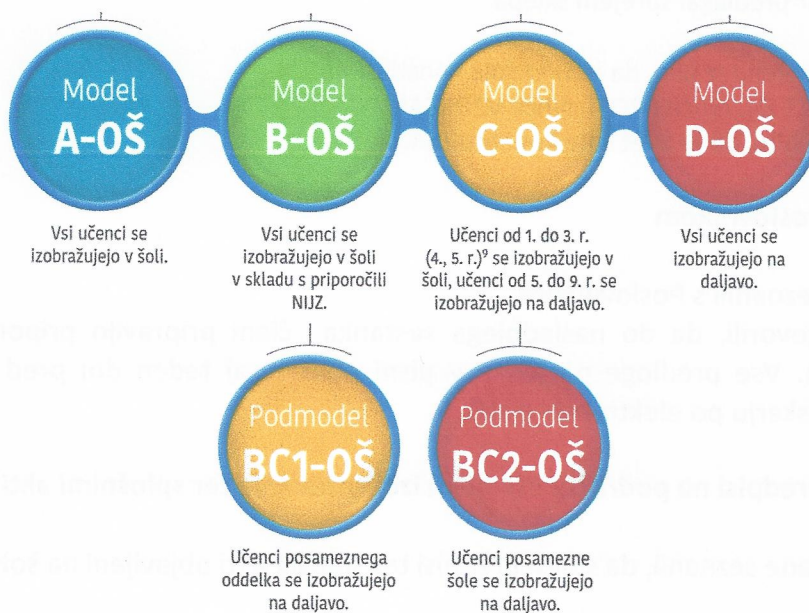 Model
A-OŠ
Model
B-OŠ
Model
C-OŠ
Model
D-OŠ
Vsi učenci se
izobražujejo v šoli.
Vsi učenci se
izobražujejo v šoli
v skladu s priporočili
NIJZ.
Učenci od 1. do 3. r.
(4., 5. r.)⁹ se izobražujejo v
šoli, učenci od 5. do 9. r. se
izobražujejo na daljavo.
Vsi učenci se
izobražujejo na
daljavo.
Podmodel
BC1-OŠ
Podmodel
BC2-OŠ
Učenci posameznega
oddelka se izobražujejo
na daljavo.
Učenci posamezne
šole se izobražujejo
na daljavo.